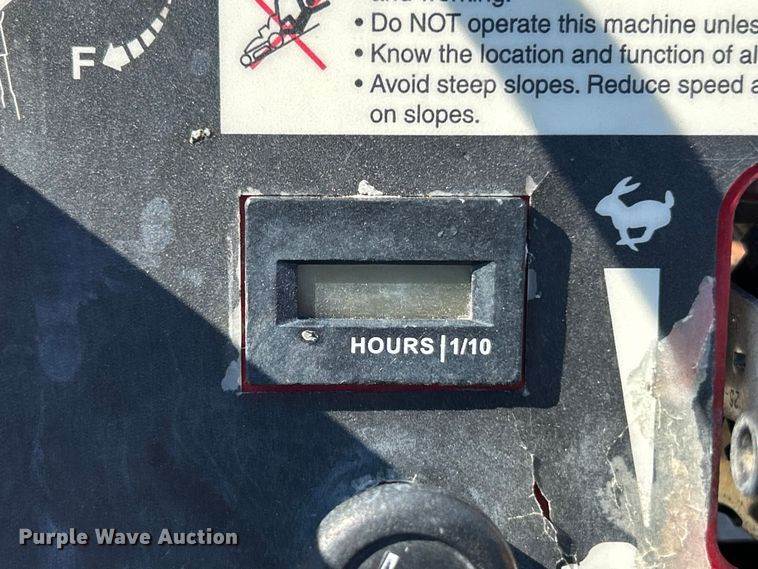 • Do NOT operate this machine unles
• Know the location and function of al
• Avoid steep slopes. Reduce speed a
on slopes.
F
HOURS | 1/10
Purple Wave Auction